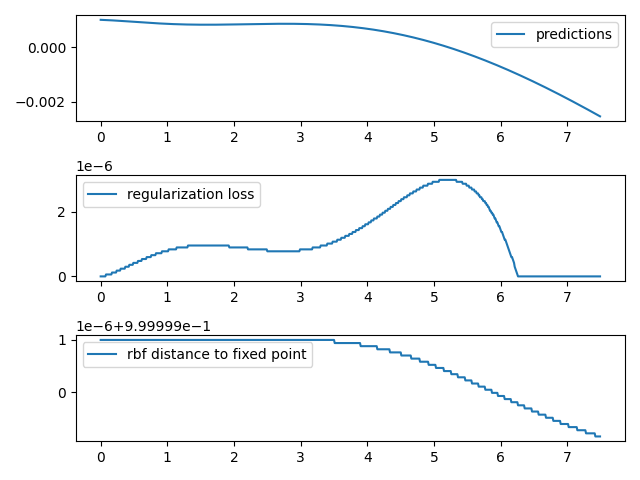 0.000
−0.002
predictions
0 1 2 3 4 5 6 7
1e−6
2
0
regularization loss
0 1 2 3 4 5 6 7
1e−6+9.99999e−1
1
0
rbf distance to fixed point
0 1 2 3 4 5 6 7